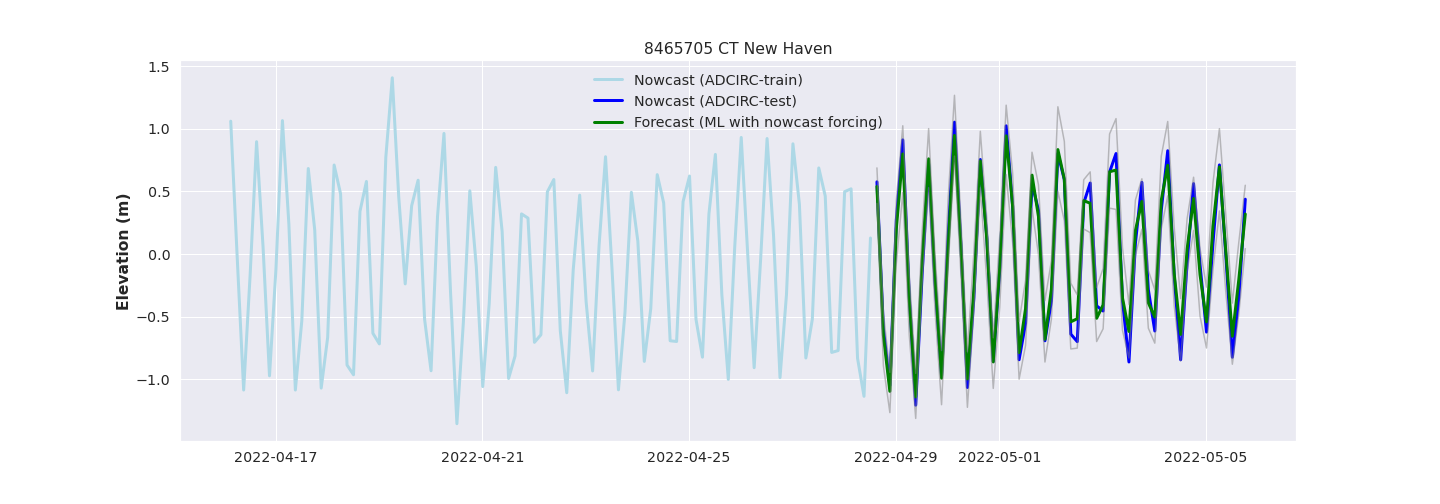 8465705 CT New Haven
Nowcast (ADCIRC-train)
Nowcast (ADCIRC-test)
Forecast (ML with nowcast forcing)
Elevation (m)
1.5
1.0
0.5
0.0
−0.5
−1.0
2022-04-17 2022-04-21 2022-04-25 2022-04-29 2022-05-01 2022-05-05